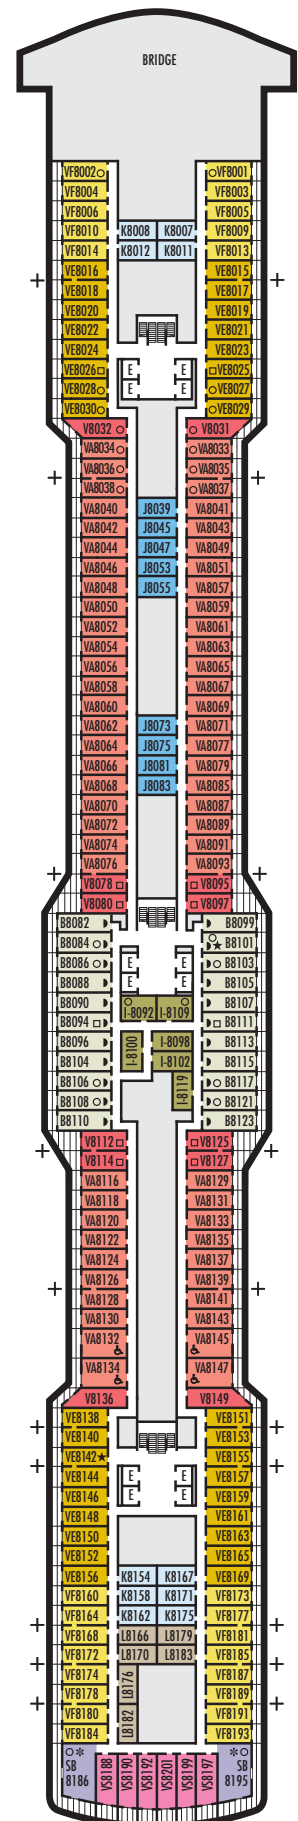 BRIDGE
VF8002 VF8001
VF8004 VF8003
VF8006 VF8005
VF8010 K8008 K8007 VF8009
VF8014 K8012 K8011 VF8013
VE8016 VE8015
VE8018 VE8017
VE8020 VE8019
VE8022 VE8021
VE8024 VE8023
VE8026 E E VE8025
VE8028 E E VE8027
VE8030 VE8029
V8032 V8031
VA8034 VA8033
VA8036 VA8035
VA8038 VA8037
VA8040 J8039 VA8041
VA8042 J8045 VA8043
VA8044 J8047 VA8049
VA8046 J8053 VA8051
VA8048 J8055 VA8057
VA8050 VA8059
VA8052 VA8061
VA8054 VA8063
VA8056 VA8065
VA8058 VA8067
VA8060 VA8069
VA8062 J8073 VA8071
VA8064 J8075 VA8077
VA8066 J8081 VA8079
VA8068 J8083 VA8085
VA8070 VA8087
VA8072 VA8089
VA8074 VA8091
VA8076 VA8093
V8078 V8095
V8080 V8097
B8082 B8099
B8084 B8101
B8086 E E B8103
B8088 E E B8105
B8090 I-8092 I-8109 B8107
B8094 B8111
B8096 I-8100 I-8098 B8113
B8104 I-8102 B8115
B8106 I-8119 B8117
B8108 B8121
B8110 B8123
V8112 V8125
V8114 V8127
VA8116 VA8129
VA8118 VA8131
VA8120 VA8133
VA8122 VA8135
VA8124 VA8137
VA8126 VA8139
VA8128 VA8141
VA8130 VA8143
VA8132 VA8145
VA8134 VA8147
V8136 V8149
VE8138 VE8151
VE8140 VE8153
VE8142 VE8155
VE8144 E E VE8157
VE8146 E E VE8159
VE8148 VE8161
VE8150 VE8163
VE8152 VE8165
VE8156 K8154 K8167 VE8169
VF8160 K8158 K8171 VF8173
VF8164 K8162 K8175 VF8177
VF8168 L8166 L8179 VF8181
VF8172 L8170 L8183 VF8185
VF8174 L8176 VF8187
VF8178 VF8189
VF8180 L8182 VF8191
VF8184 VF8193
SB 8186 VS8188 VS8190 VS8192 VS8201 VS8199 VS8197 SB 8195